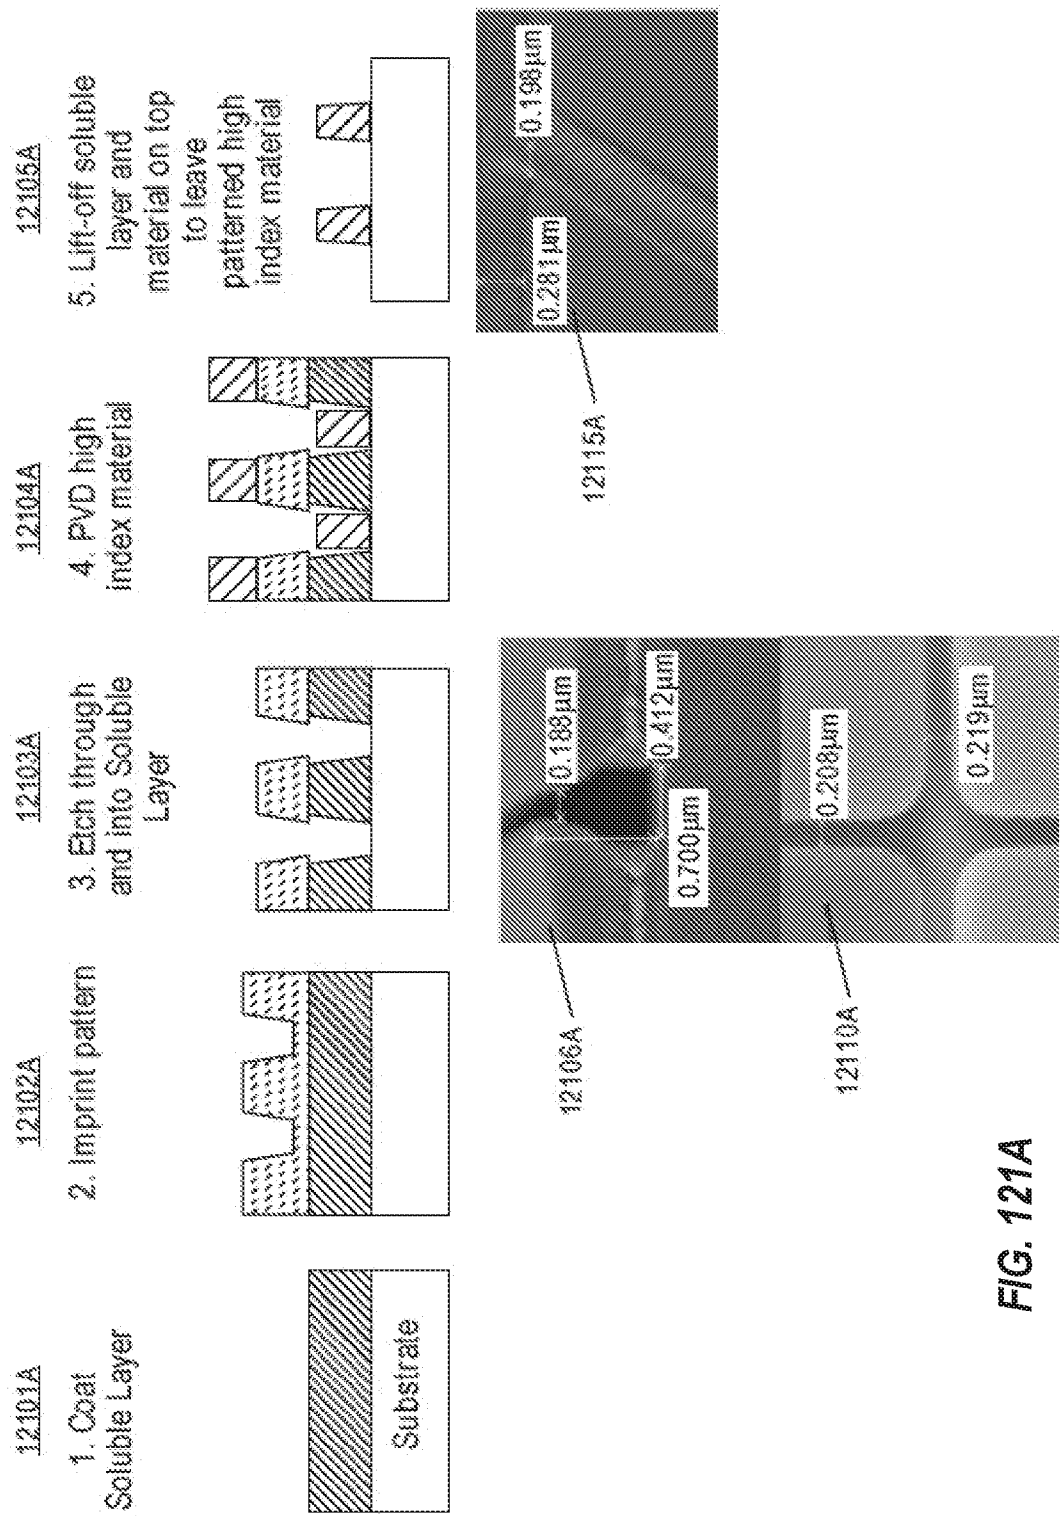 12101A
1. Coat
Soluble Layer
Substrate
12102A
2. Imprint pattern
12103A
3. Etch through
and into Soluble
Layer
12104A
4. PVD high
index material
12105A
5. Lift-off soluble
layer and
material on top
to leave
patterned high
index material
12106A
0.188µm
0.412µm
0.700µm
12110A
0.208µm
0.219µm
12115A
0.281µm
0.198µm
FIG. 121A